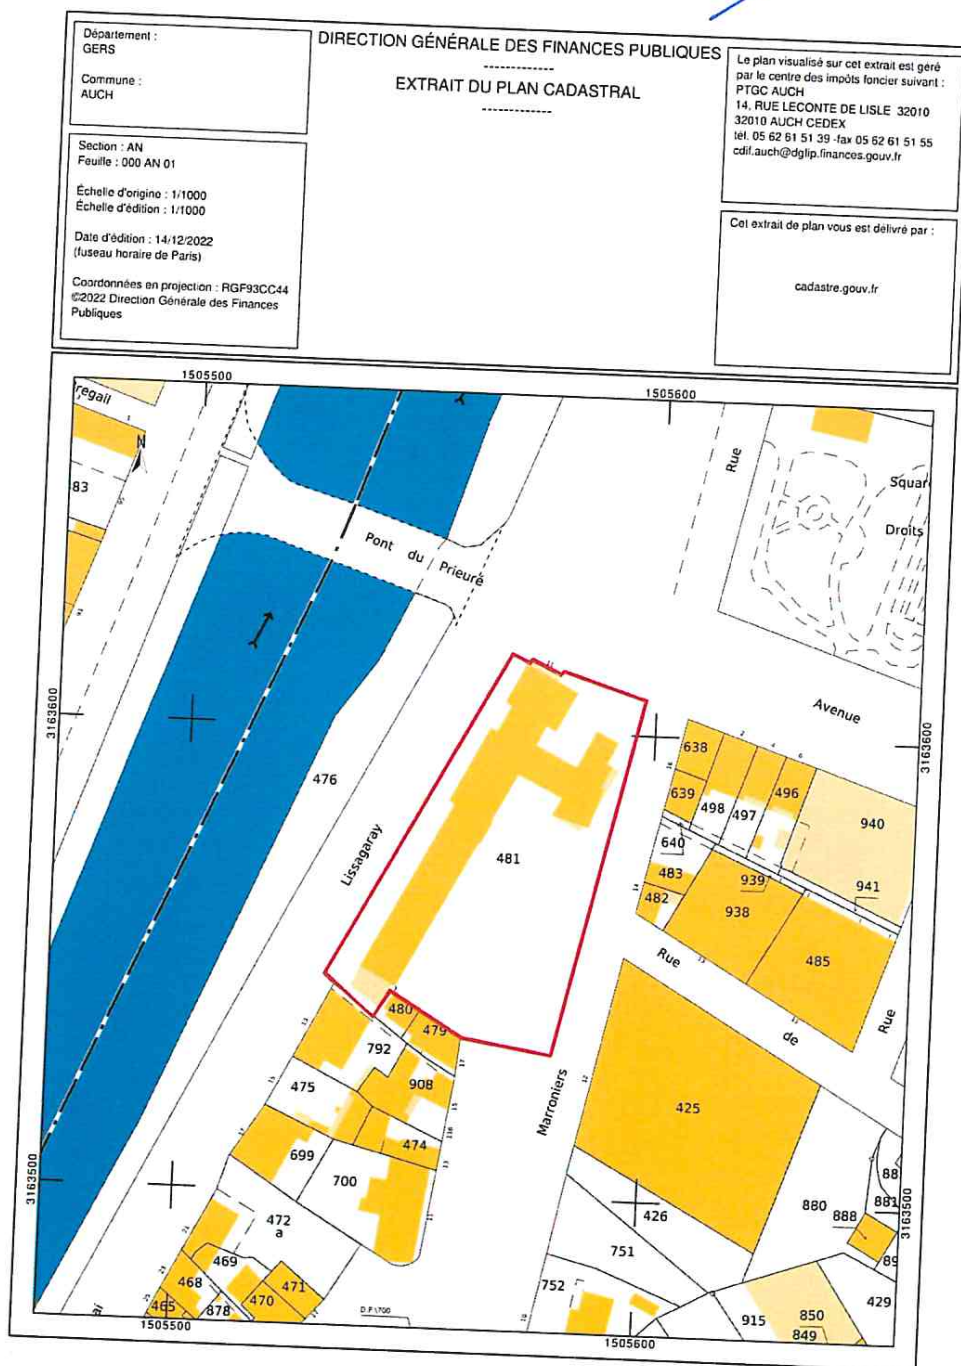 Département :
GERS
Commune :
AUCH
Section : AN
Feuille : 000 AN 01
Échelle d'origine : 1/1000
Échelle d'édition : 1/1000
Date d'édition : 14/12/2022
(fuseau horaire de Paris)
Coordonnées en projection : RGF93CC44
©2022 Direction Générale des Finances
Publiques
DIRECTION GÉNÉRALE DES FINANCES PUBLIQUES
------------
EXTRAIT DU PLAN CADASTRAL
------------
Le plan visualisé sur cet extrait est géré
par le centre des impôts foncier suivant :
PTGC AUCH
14, RUE LECONTE DE LISLE 32010
32010 AUCH CEDEX
tél. 05 62 61 51 39 -fax 05 62 61 51 55
cdif.auch@dgfip.finances.gouv.fr
Cet extrait de plan vous est délivré par :
cadastre.gouv.fr
1505500
1505600
regail
N
83
Rue
Squar
Droits
Pont du Prieuré
3163600
Avenue
3163600
476
638
639
498
497
496
940
Lissagaray
481
640
483
482
939
941
938
485
Rue
de
Rue
480
479
792
908
475
Marroniers
425
474
699
700
3163500
472
a
426
880
888
88
881
3163500
469
751
468
471
470
465
878
752
915
850
849
429
89
D.P.1700
1505500
1505600